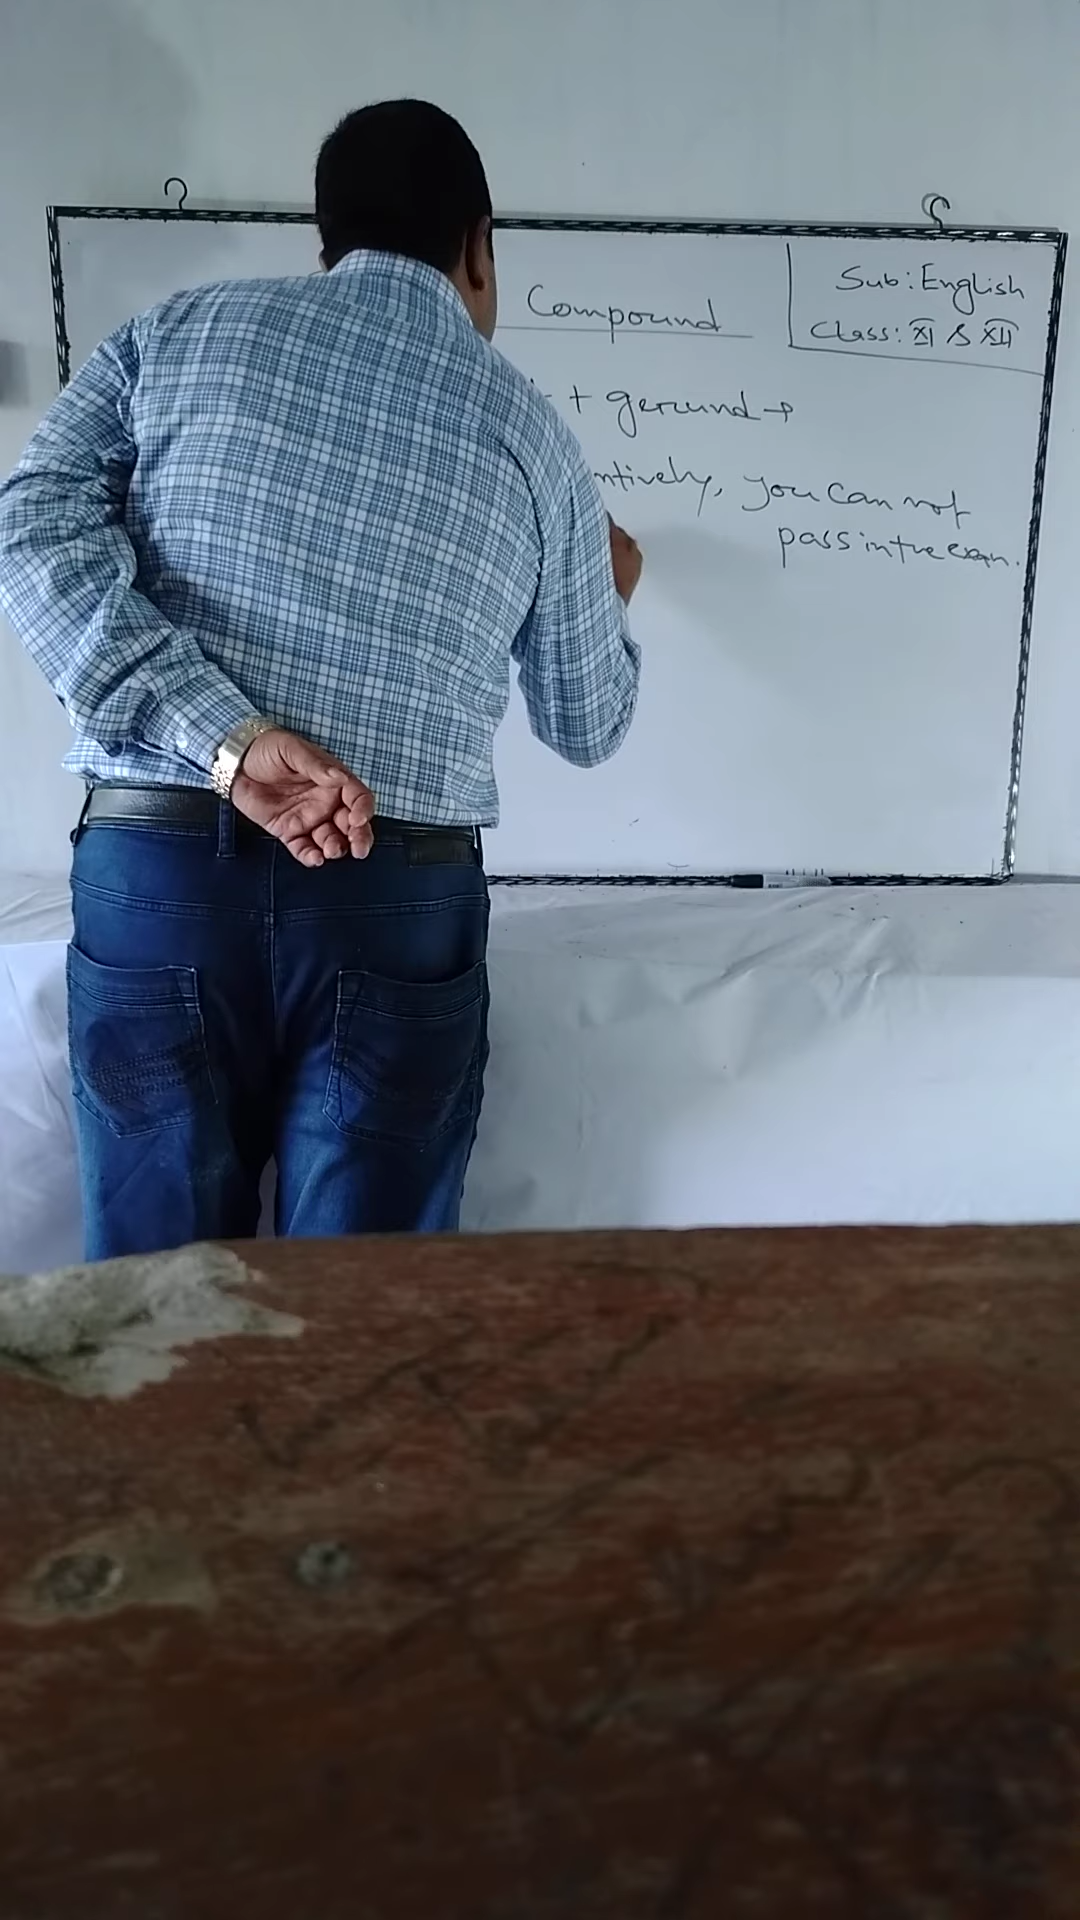 Compound
Sub: English
Class: XI & XII
+ gerund →
ntively, you can not
pass in the exam.